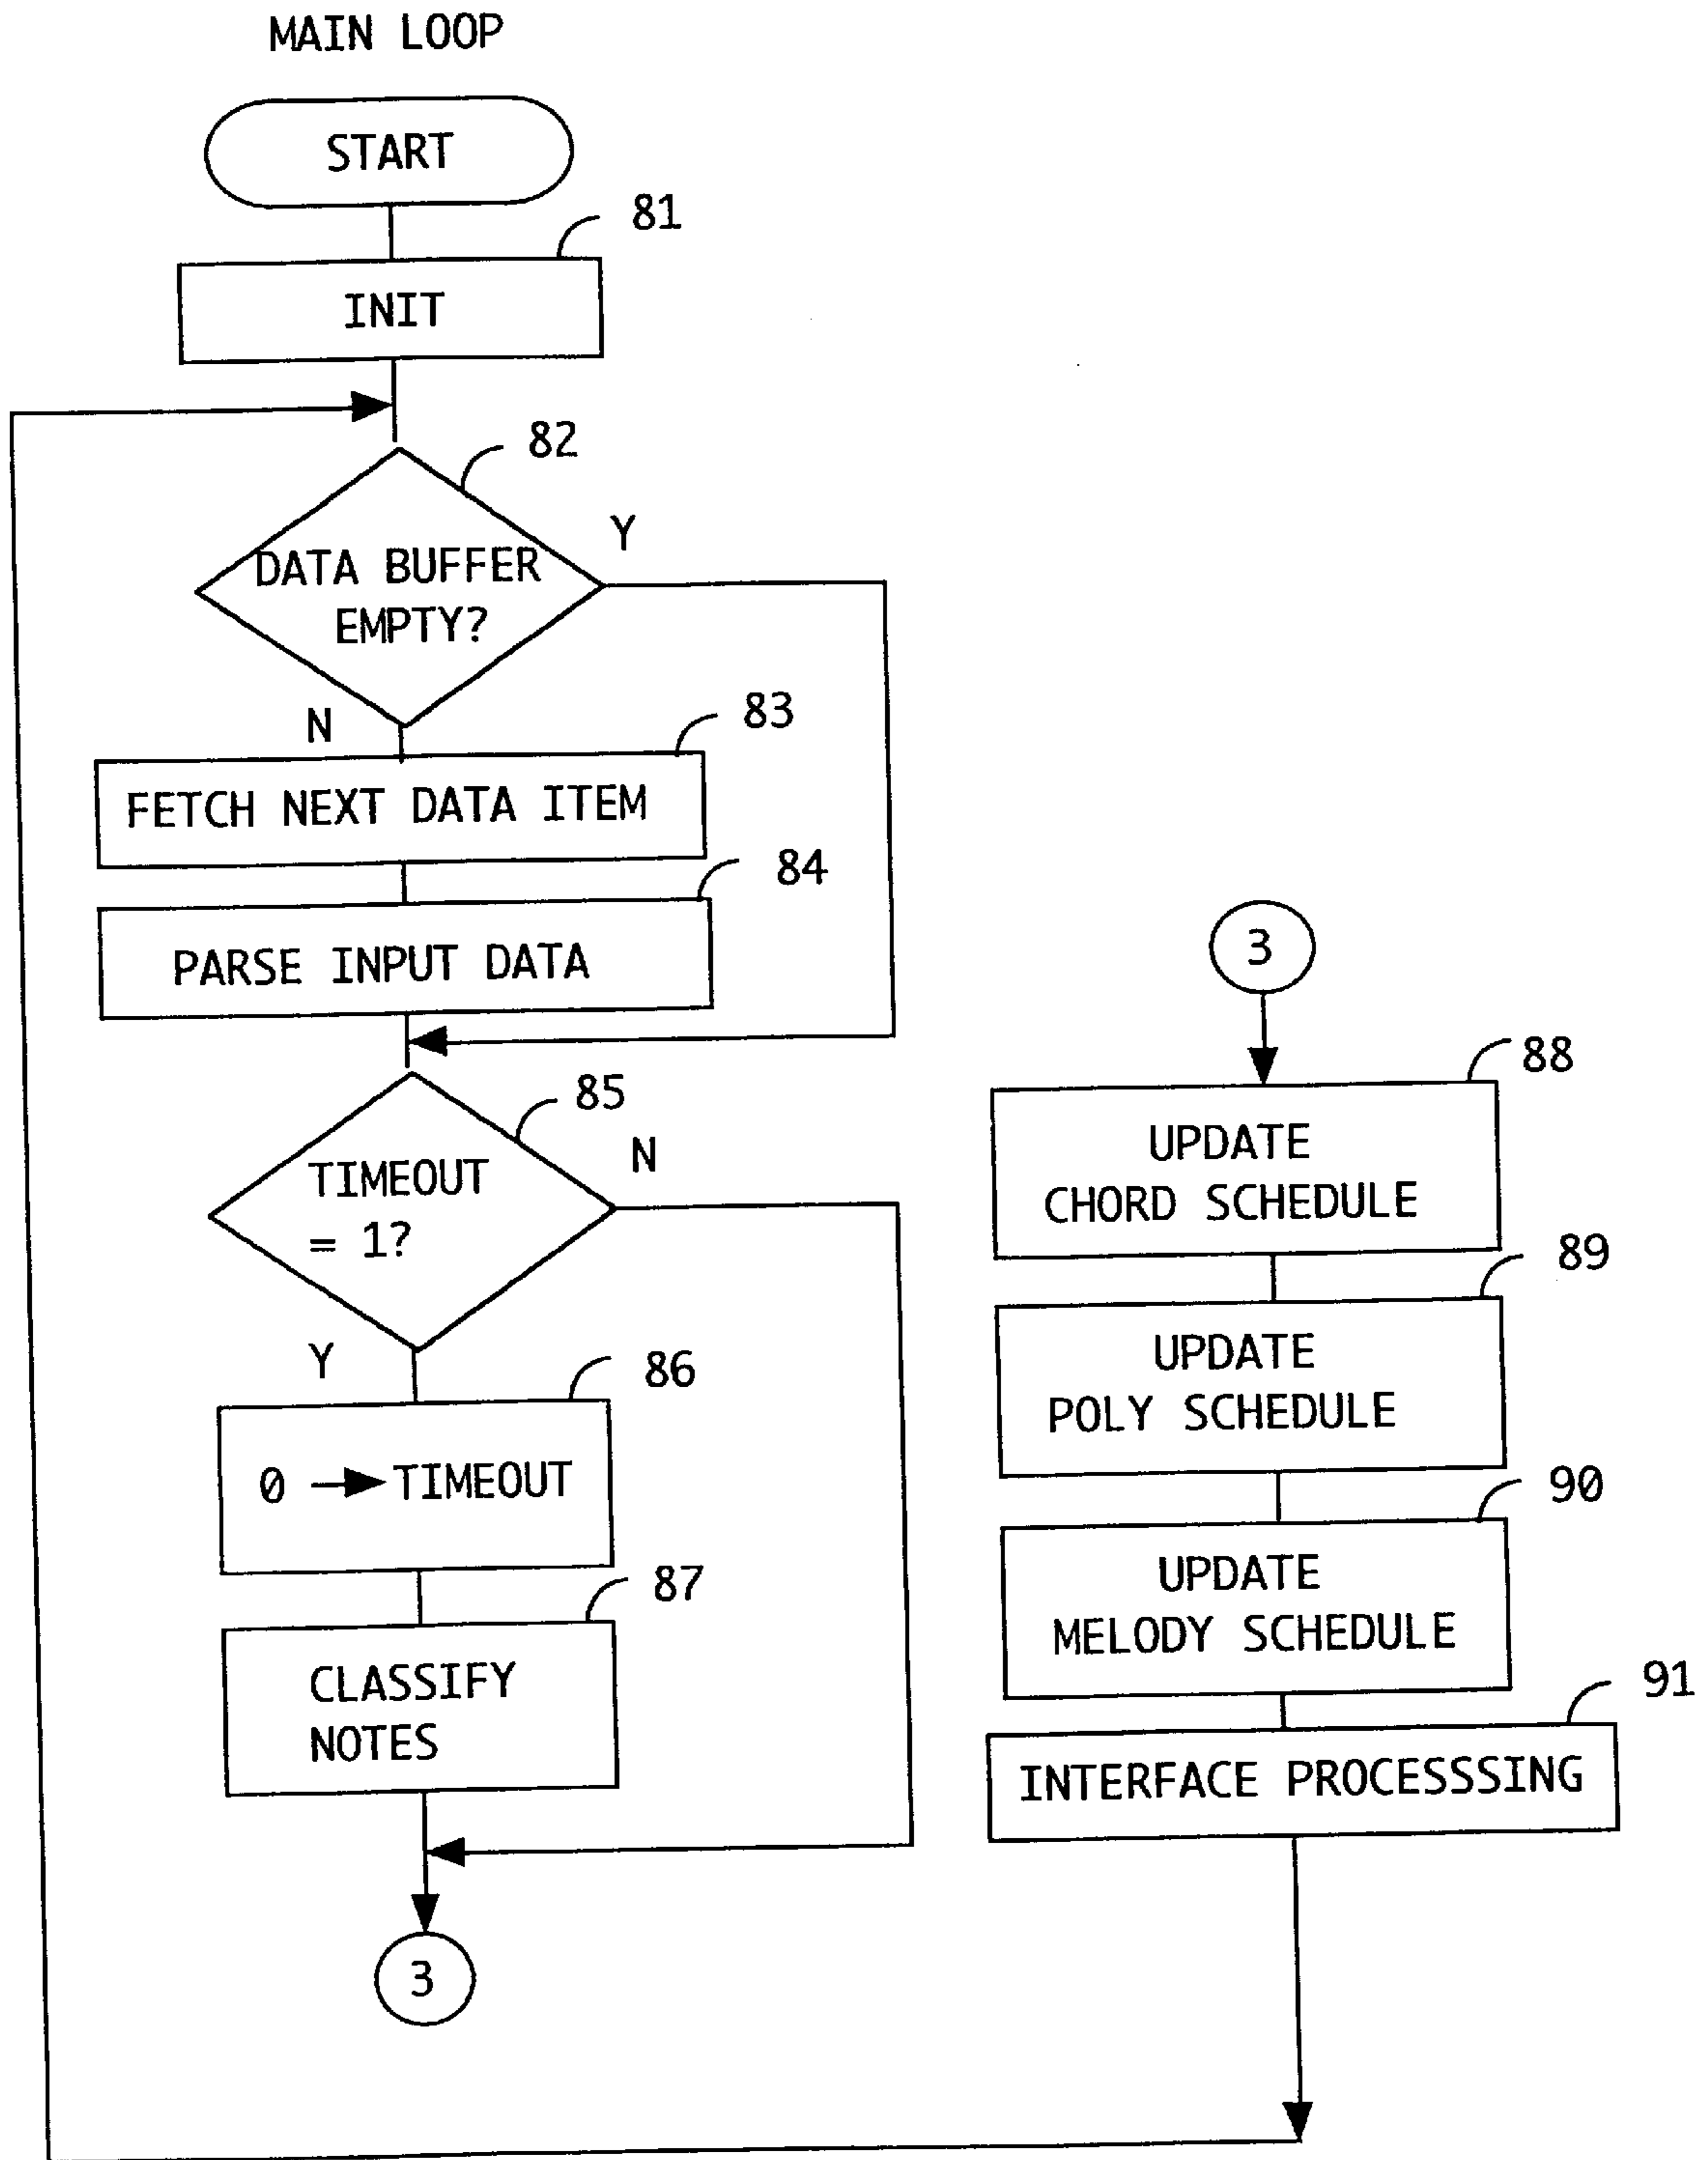 MAIN LOOP
START
81
INIT
82
DATA BUFFER
EMPTY?
Y
N
83
FETCH NEXT DATA ITEM
84
PARSE INPUT DATA
85
TIMEOUT
= 1?
N
Y
86
0 → TIMEOUT
87
CLASSIFY
NOTES
3
3
88
UPDATE
CHORD SCHEDULE
89
UPDATE
POLY SCHEDULE
90
UPDATE
MELODY SCHEDULE
91
INTERFACE PROCESSSING